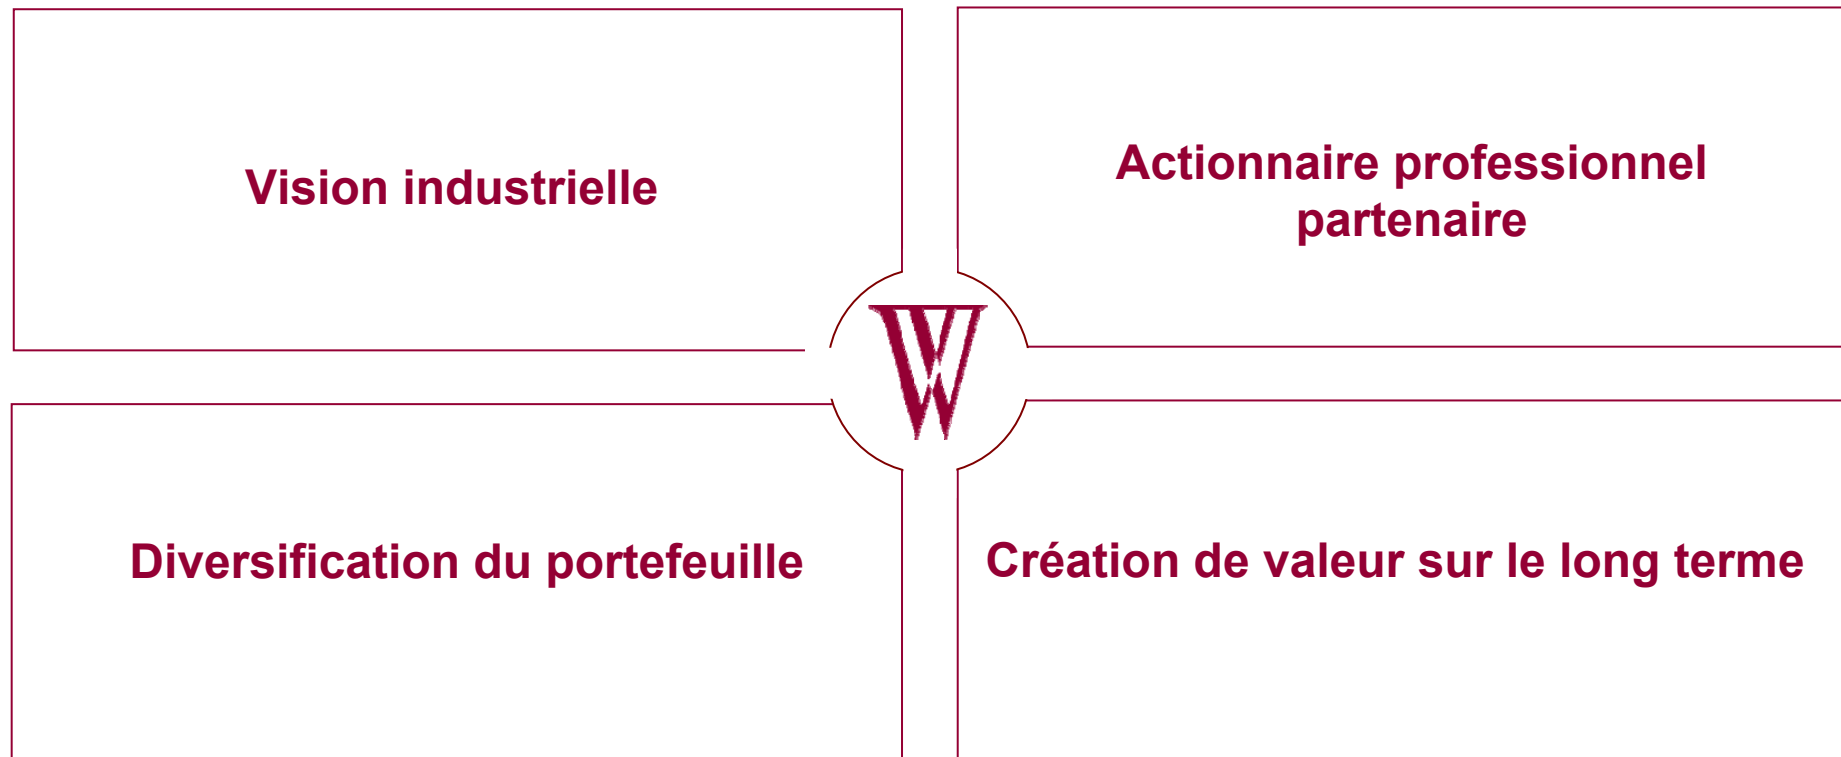 Vision industrielle
Actionnaire professionnel
partenaire
W
Diversification du portefeuille
Création de valeur sur le long terme